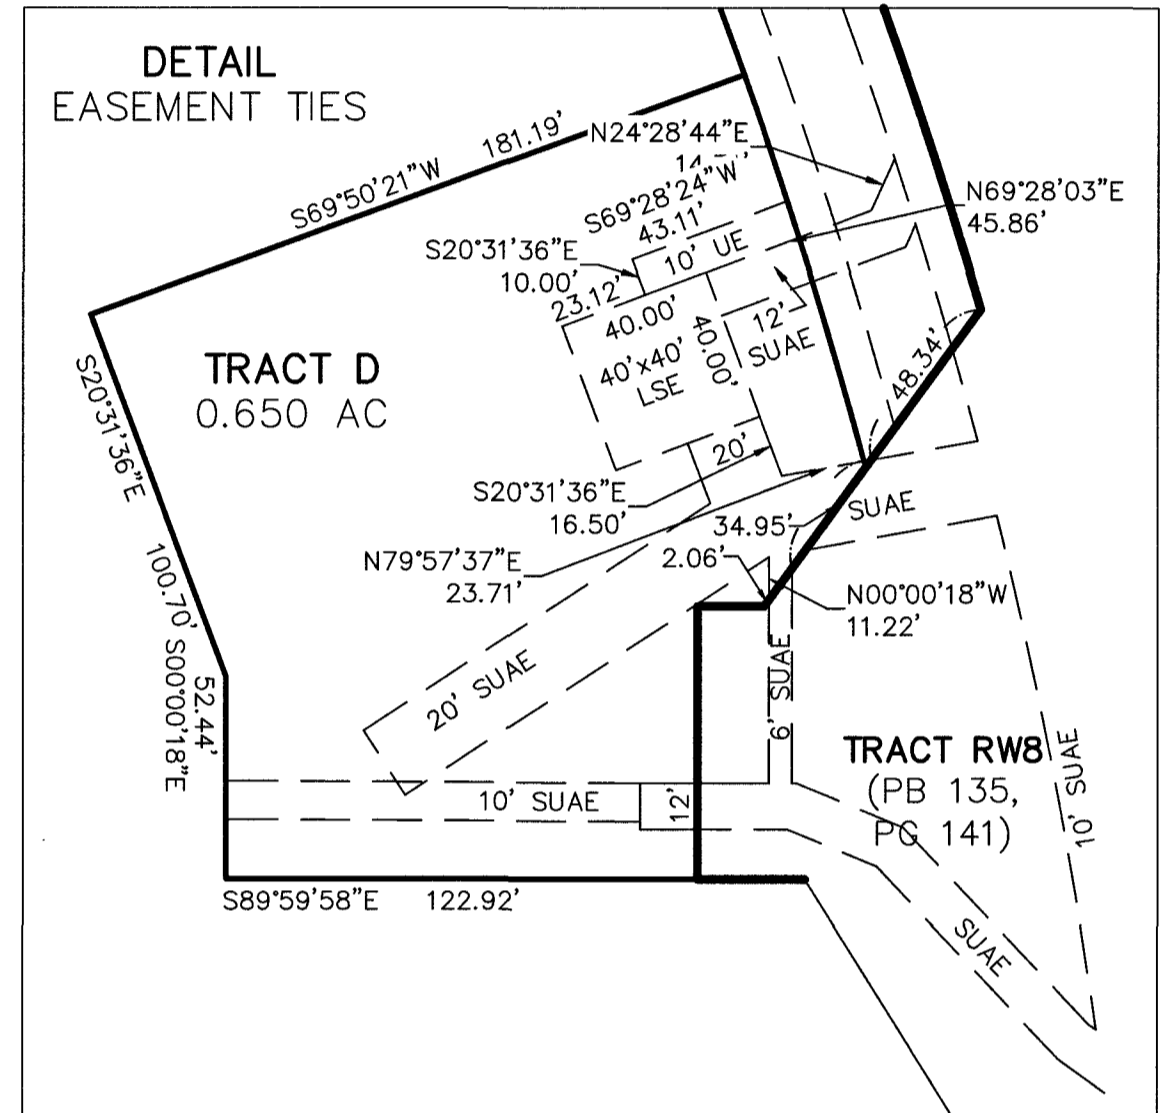 DETAIL
EASEMENT TIES
S69°50'21"W 181.19'
N24°28'44"E
S69°28'24"W
43.11'
N69°28'03"E
45.86'
S20°31'36"E
10.00'
10' UE
23.12'
40.00'
40.00'
40'x40'
LSE
12'
SUAE
48.34'
TRACT D
0.650 AC
S20°31'36"E
100.70'
20'
S20°31'36"E
16.50'
SUAE
34.95'
N79°57'37"E
23.71'
2.06'
N00°00'18"W
11.22'
20' SUAE
6' SUAE
52.44'
S00°00'18"E
TRACT RW8
(PB 135,
PG 141)
10' SUAE
10' SUAE
12'
S89°59'58"E 122.92'
SUAE